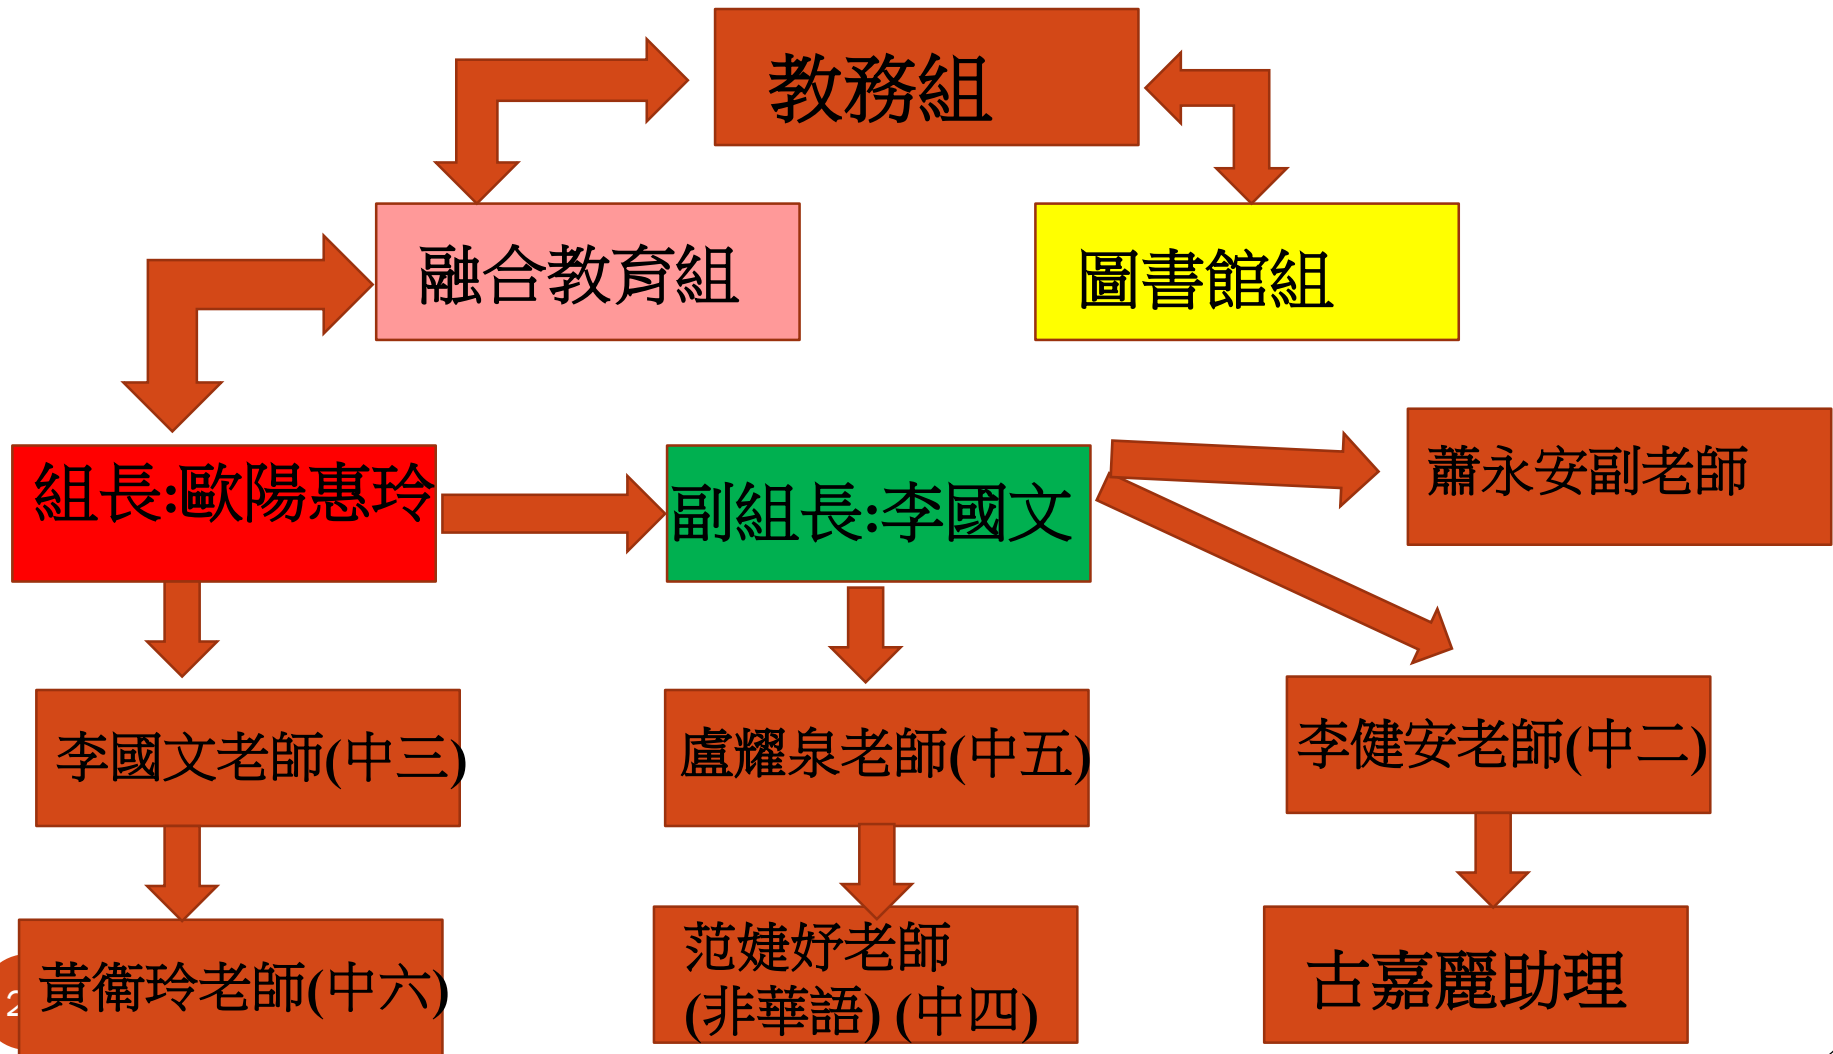 教務組
融合教育組
圖書館組
組長:歐陽惠玲
副組長:李國文
蕭永安副老師
李國文老師(中三)
盧耀泉老師(中五)
李健安老師(中二)
黃衛玲老師(中六)
范婕妤老師
(非華語) (中四)
古嘉麗助理
2